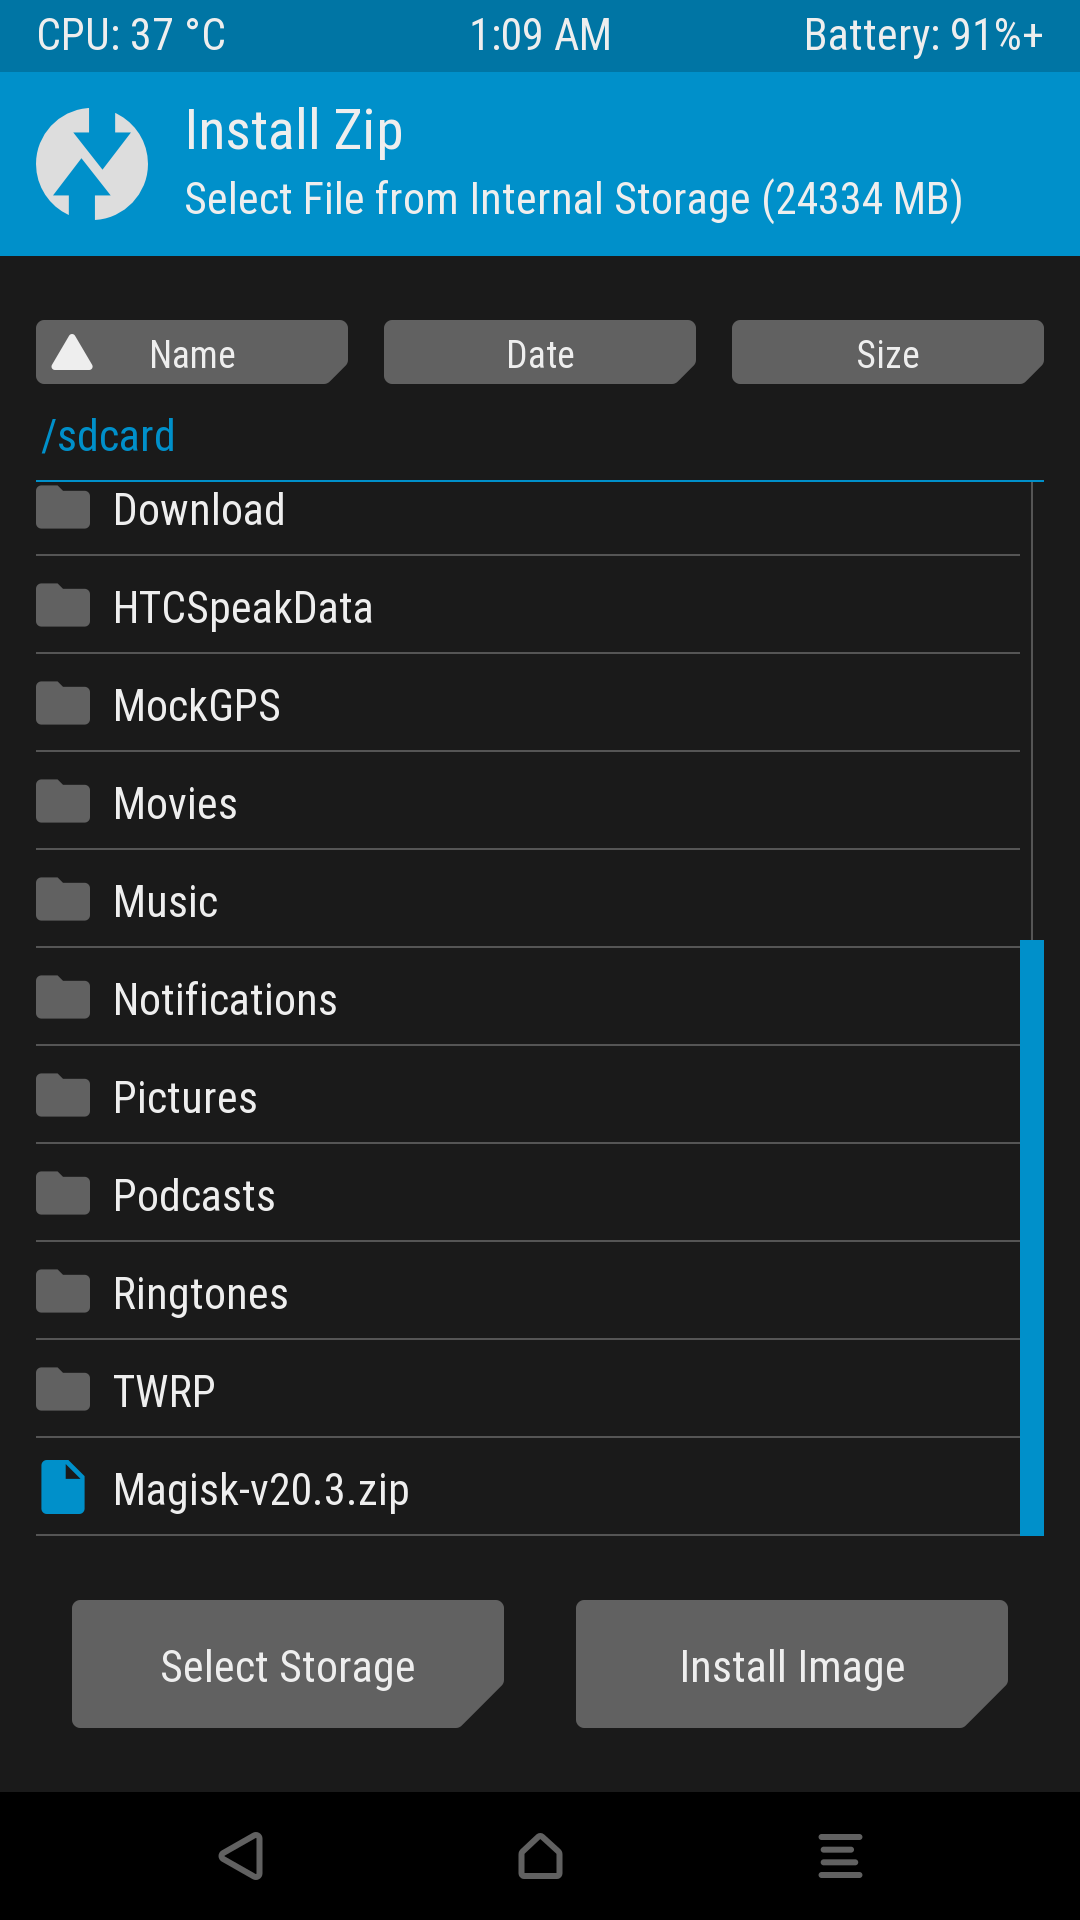 CPU: 37 °C 1:09 AM Battery: 91%+
Install Zip
Select File from Internal Storage (24334 MB)
Name Date Size
/sdcard
Download
HTCSpeakData
MockGPS
Movies
Music
Notifications
Pictures
Podcasts
Ringtones
TWRP
Magisk-v20.3.zip
Select Storage Install Image